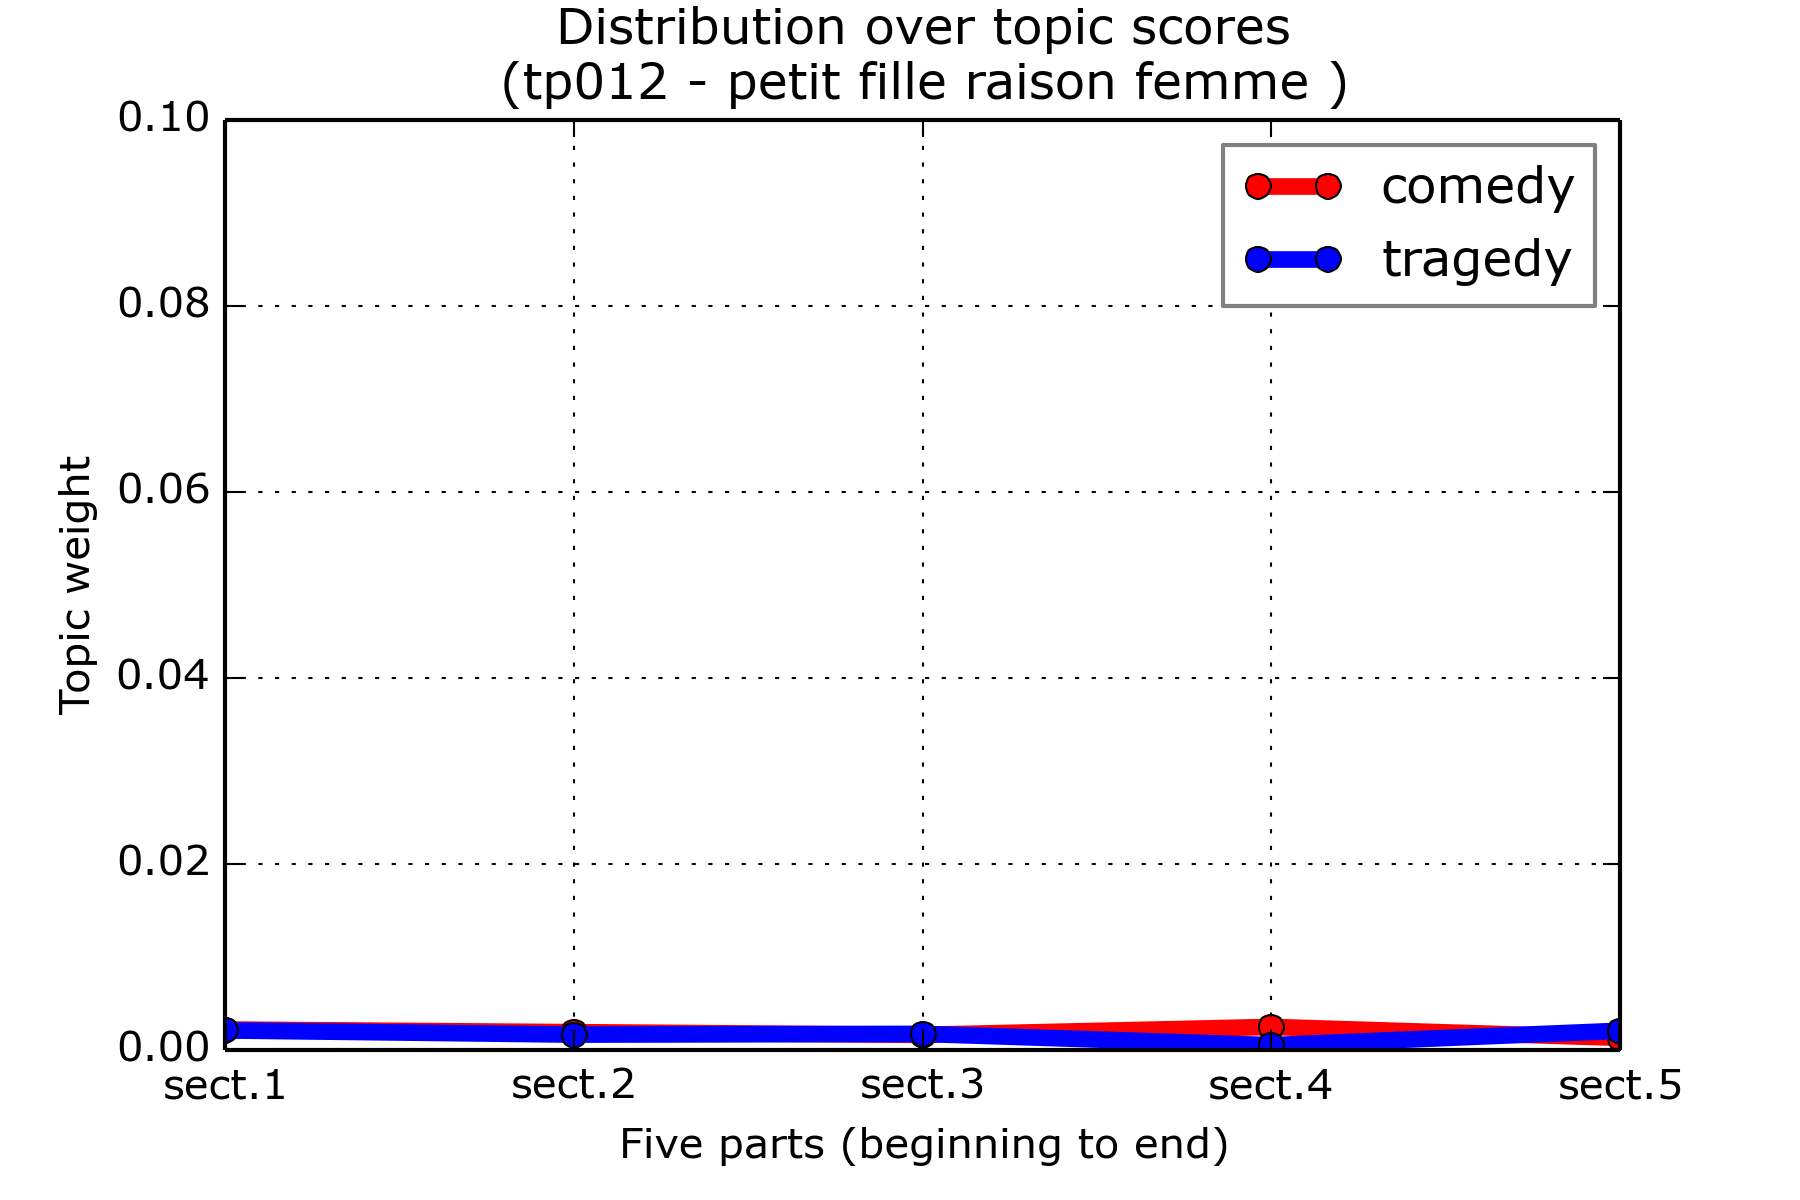 Distribution over topic scores
(tp012 - petit fille raison femme )
0.10
0.08
0.06
0.04
0.02
0.00
Topic weight
comedy
tragedy
sect.1 sect.2 sect.3 sect.4 sect.5
Five parts (beginning to end)